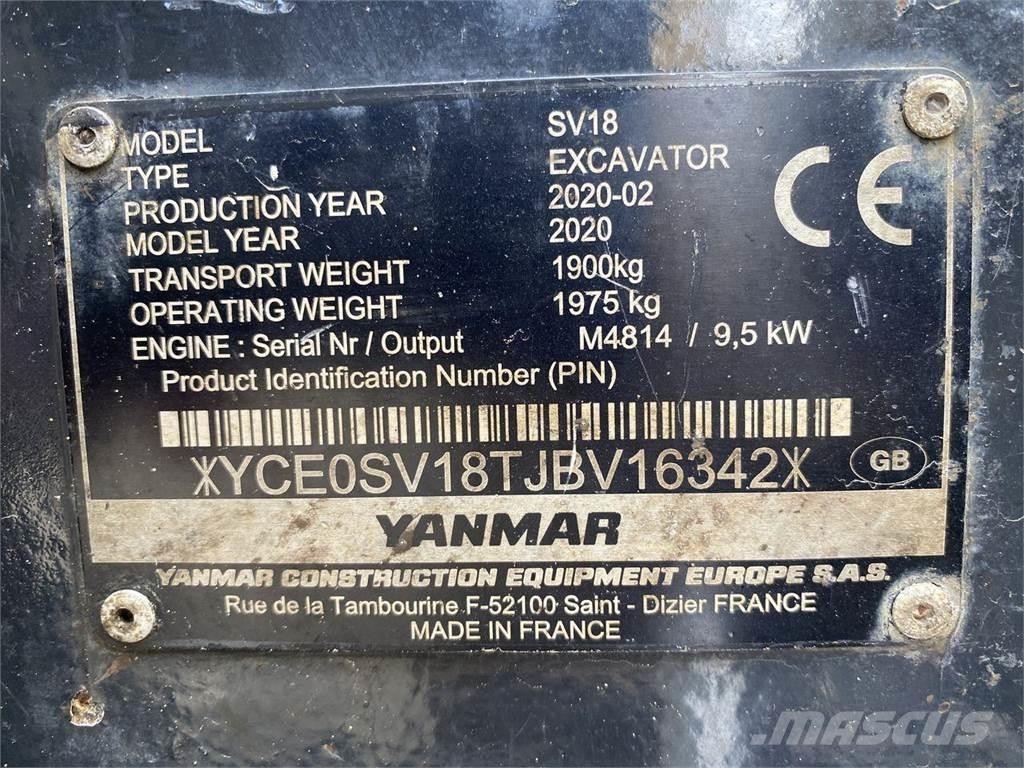 MODEL SV18
TYPE EXCAVATOR
PRODUCTION YEAR 2020-02
MODEL YEAR 2020
TRANSPORT WEIGHT 1900kg
OPERATING WEIGHT 1975 kg
ENGINE : Serial Nr / Output M4814 / 9,5 kW
CE
Product Identification Number (PIN)
*YCE0SV18TJBV16342*
GB
YANMAR
YANMAR CONSTRUCTION EQUIPMENT EUROPE S.A.S.
Rue de la Tambourine F-52100 Saint - Dizier FRANCE
MADE IN FRANCE
MASCUS